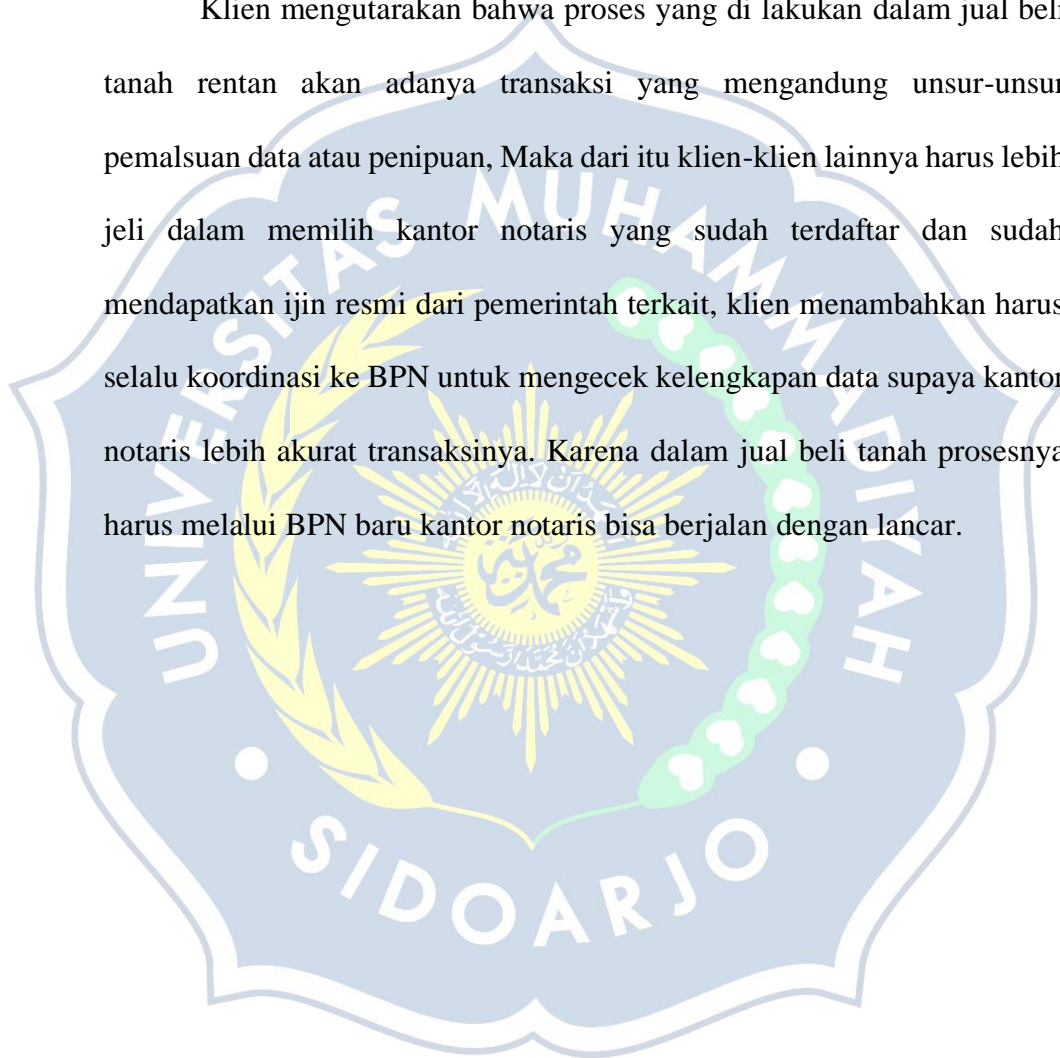 Klien mengutarakan bahwa proses yang di lakukan dalam jual beli
tanah rentan akan adanya transaksi yang mengandung unsur-unsur
pemalsuan data atau penipuan, Maka dari itu klien-klien lainnya harus lebih
jeli dalam memilih kantor notaris yang sudah terdaftar dan sudah
mendapatkan ijin resmi dari pemerintah terkait, klien menambahkan harus
selalu koordinasi ke BPN untuk mengecek kelengkapan data supaya kantor
notaris lebih akurat transaksinya. Karena dalam jual beli tanah prosesnya
harus melalui BPN baru kantor notaris bisa berjalan dengan lancar.
UNIVERSITAS MUHAMMADIYAH
SIDOARJO
محمد